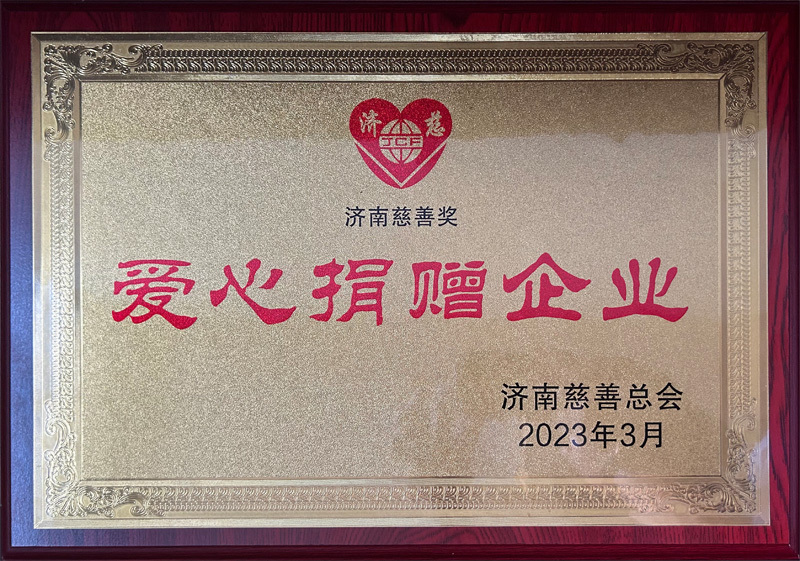 济 慈
JCF
济南慈善奖
爱心捐赠企业
济南慈善总会
2023年3月